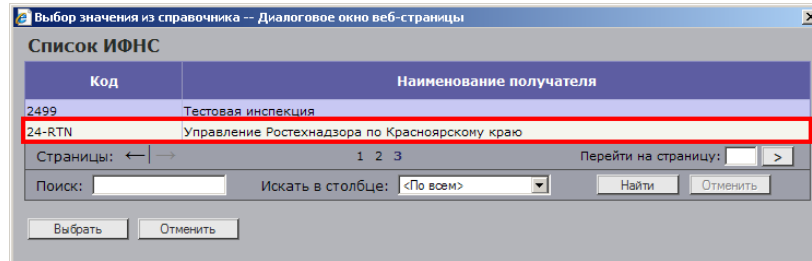 Выбор значения из справочника -- Диалоговое окно веб-страницы
Список ИФНС
Код Наименование получателя
2499 Тестовая инспекция
24-RTN Управление Ростехнадзора по Красноярскому краю
Страницы: ←|→ 1 2 3 Перейти на страницу: >
Поиск: Искать в столбце: <По всем> Найти Отменить
Выбрать Отменить